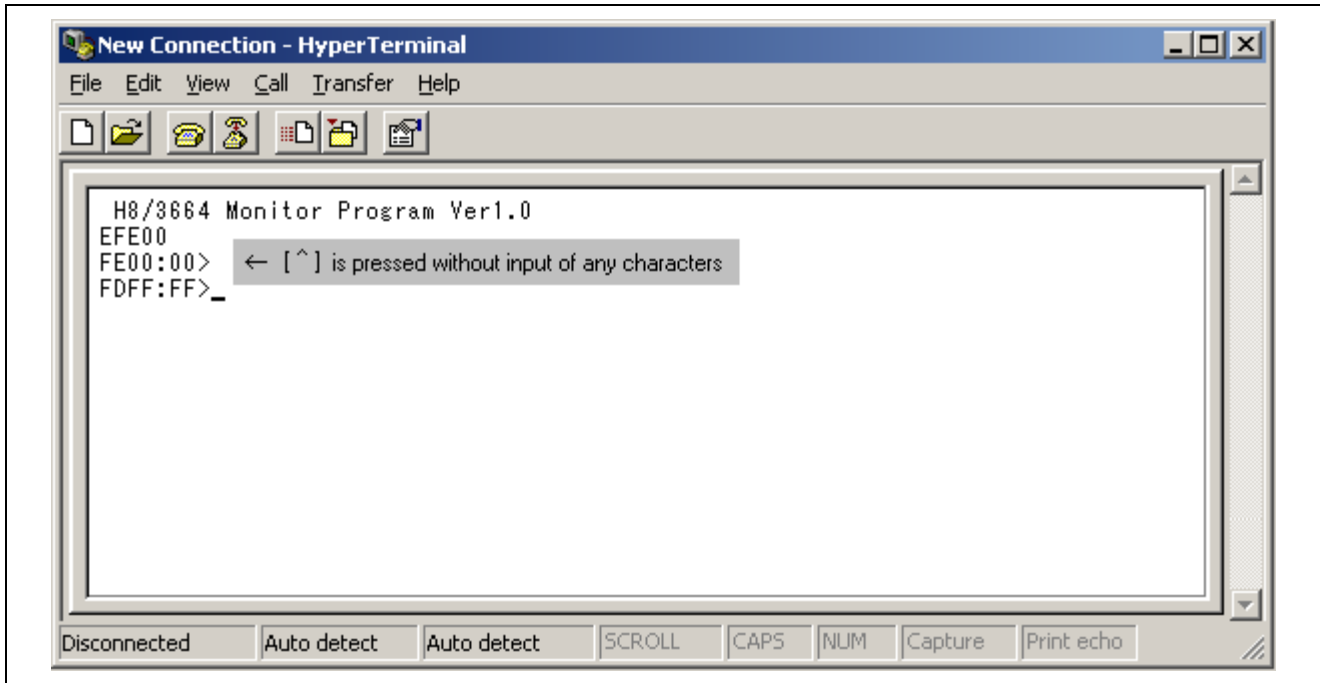 New Connection - HyperTerminal
File Edit View Call Transfer Help
H8/3664 Monitor Program Ver1.0
EFE00
FE00:00> ← [^] is pressed without input of any characters
FDFF:FF>_
Disconnected Auto detect Auto detect SCROLL CAPS NUM Capture Print echo